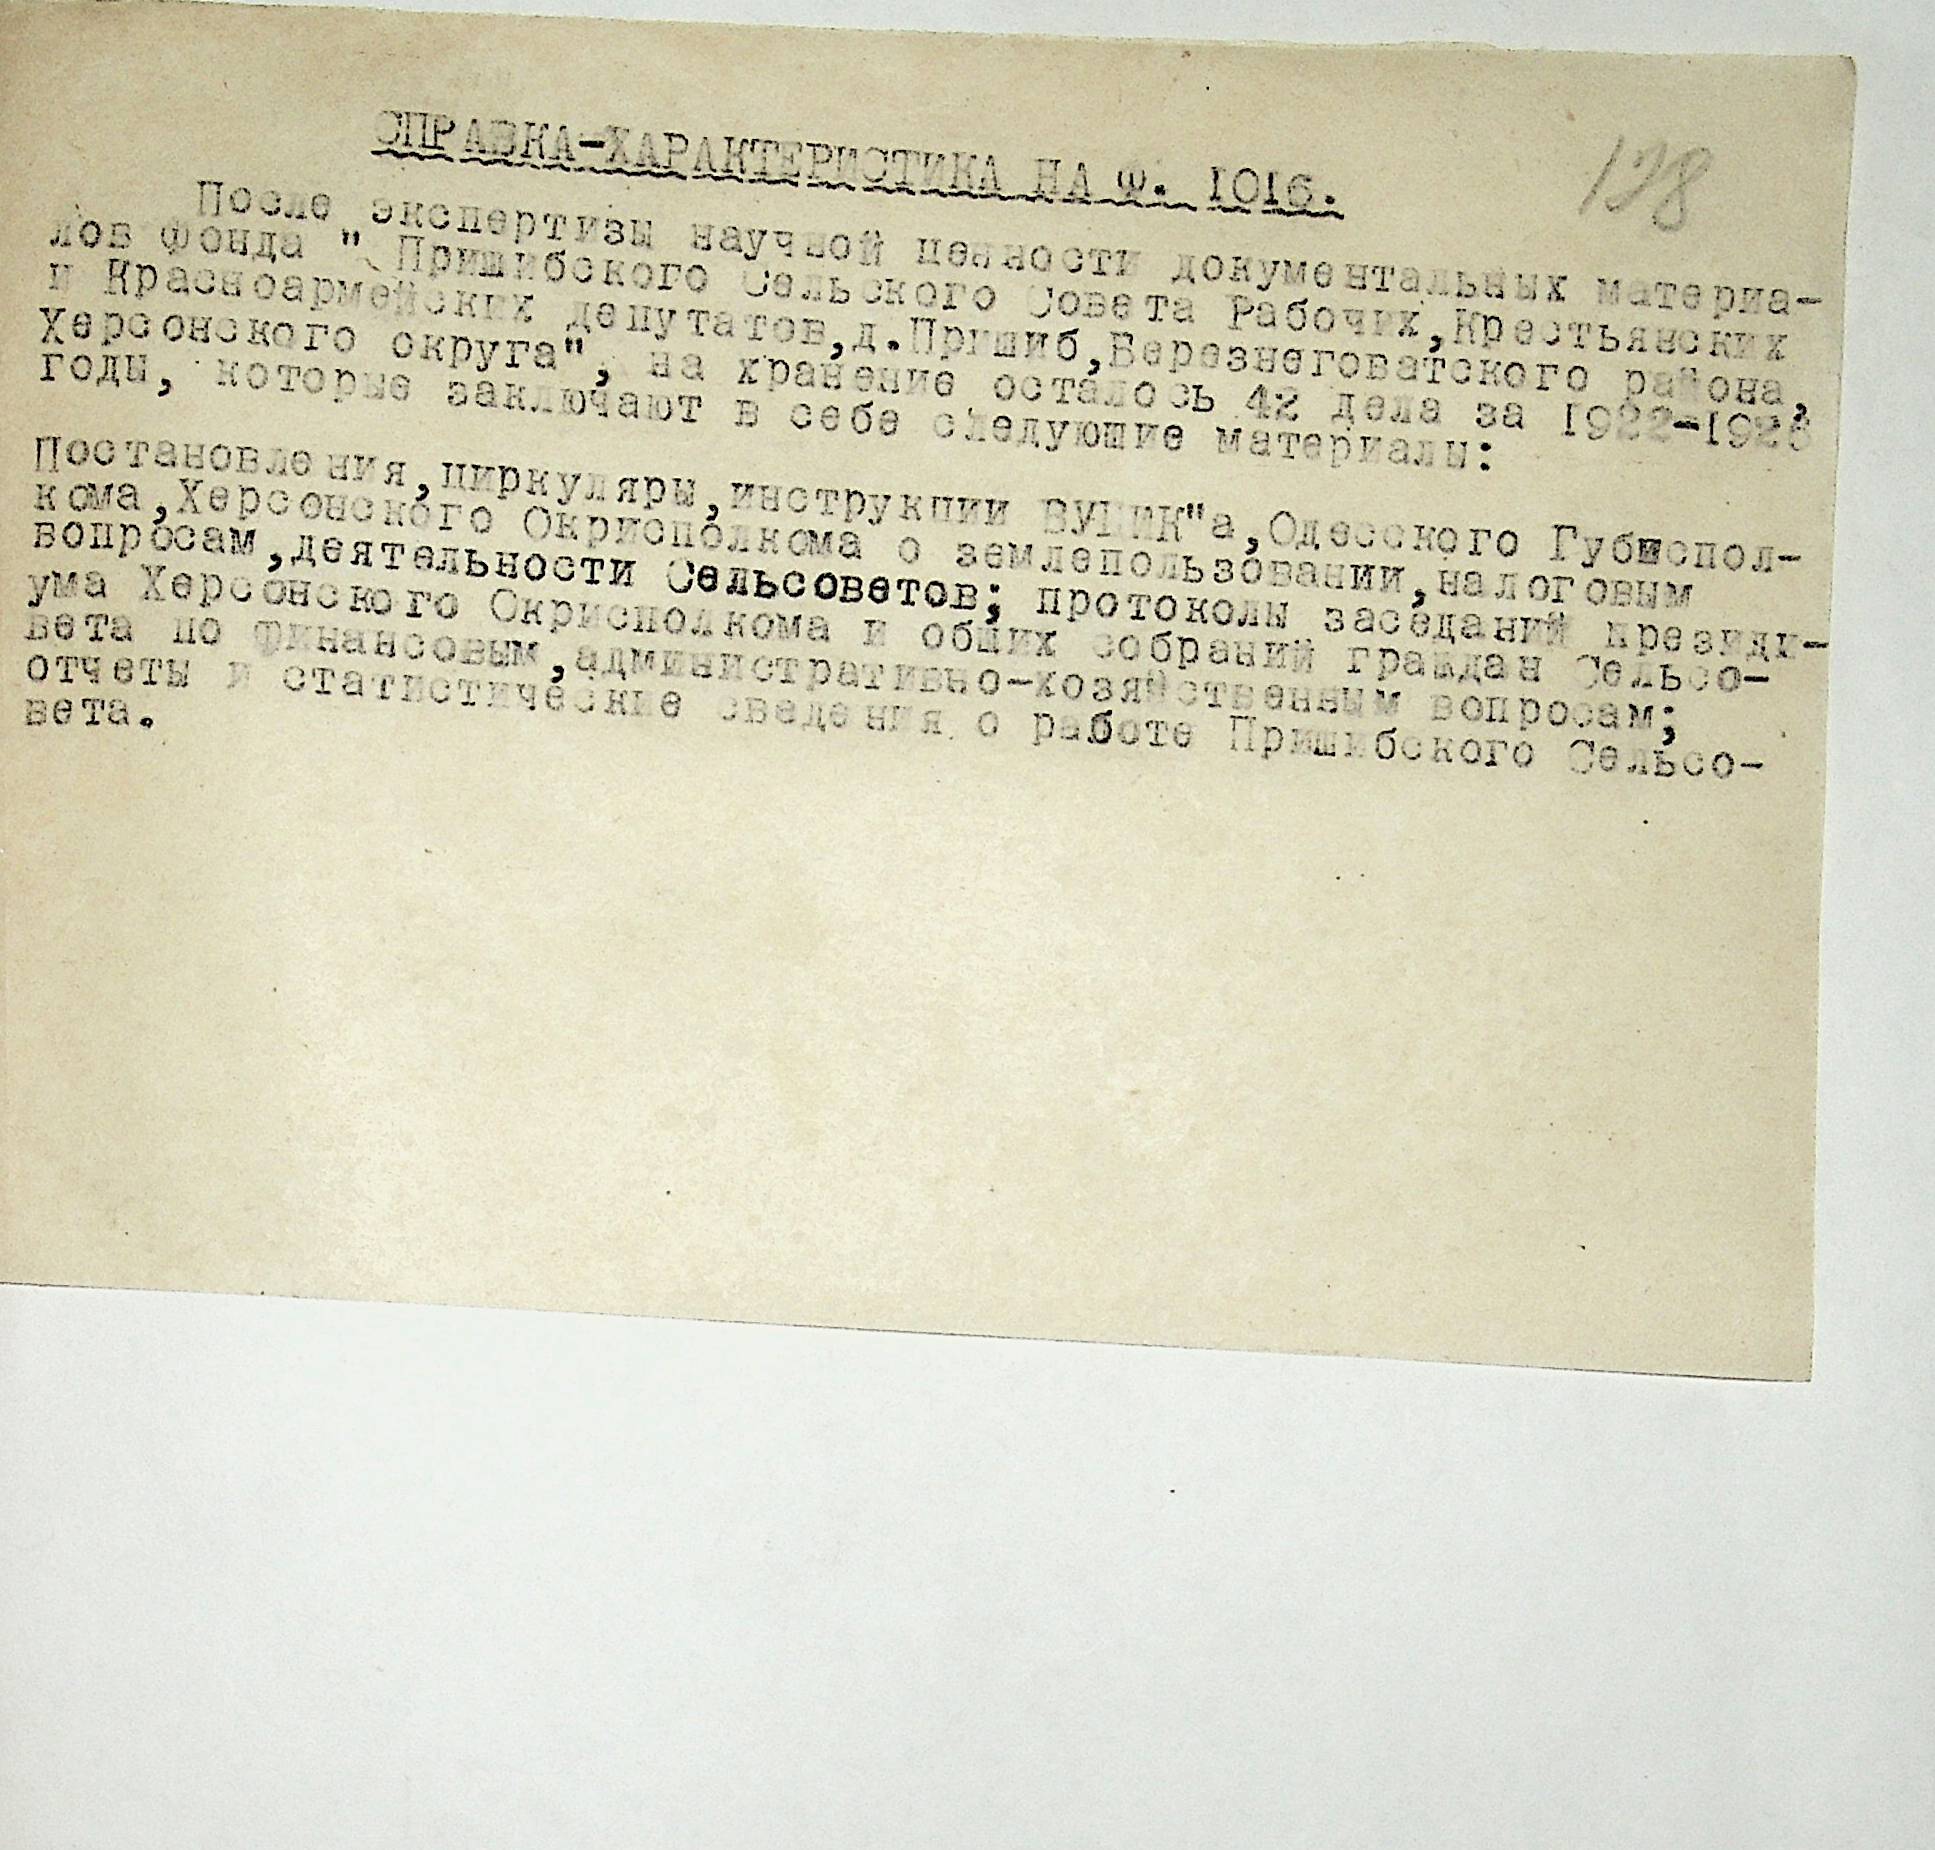 128
СПРАВКА-ХАРАКТЕРИСТИКА НА Ф. 1016.
После экспертизы научной ценности документальных материа-
лов фонда " Пришибского Сельского Совета Рабочих,Крестьянских
и Красноармейских депутатов,д.Пришиб,Березнеговатского района,
Херсонского округа", на хранение осталось 42 дела за 1922-1928
годы, которые заключают в себе следующие материалы:
Постановления,циркуляры,инструкции ВУЦИК"а,Одесского Губиспол-
кома,Херсонского Окрисполкома о землепользовании,налоговым
вопросам,деятельности Сельсоветов; протоколы заседаний президи-
ума Херсонского Окрисполкома и общих собраний граждан Сельсо-
вета по финансовым,административно-хозяйственным вопросам;
отчеты и статистические сведения о работе Пришибского Сельсо-
вета.